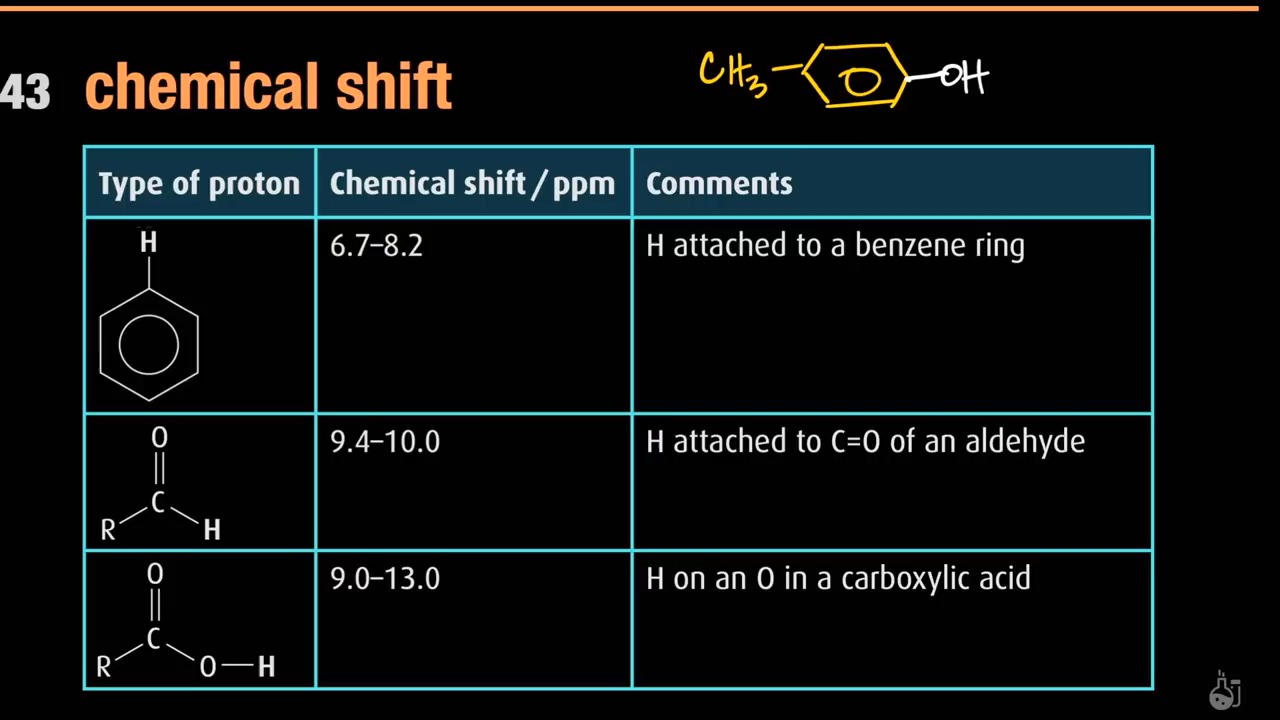 43 chemical shift
CH3 OH
Type of proton Chemical shift / ppm Comments
H
6.7–8.2 H attached to a benzene ring
O
C
R H
9.4–10.0 H attached to C=O of an aldehyde
O
C
R O H
9.0–13.0 H on an O in a carboxylic acid